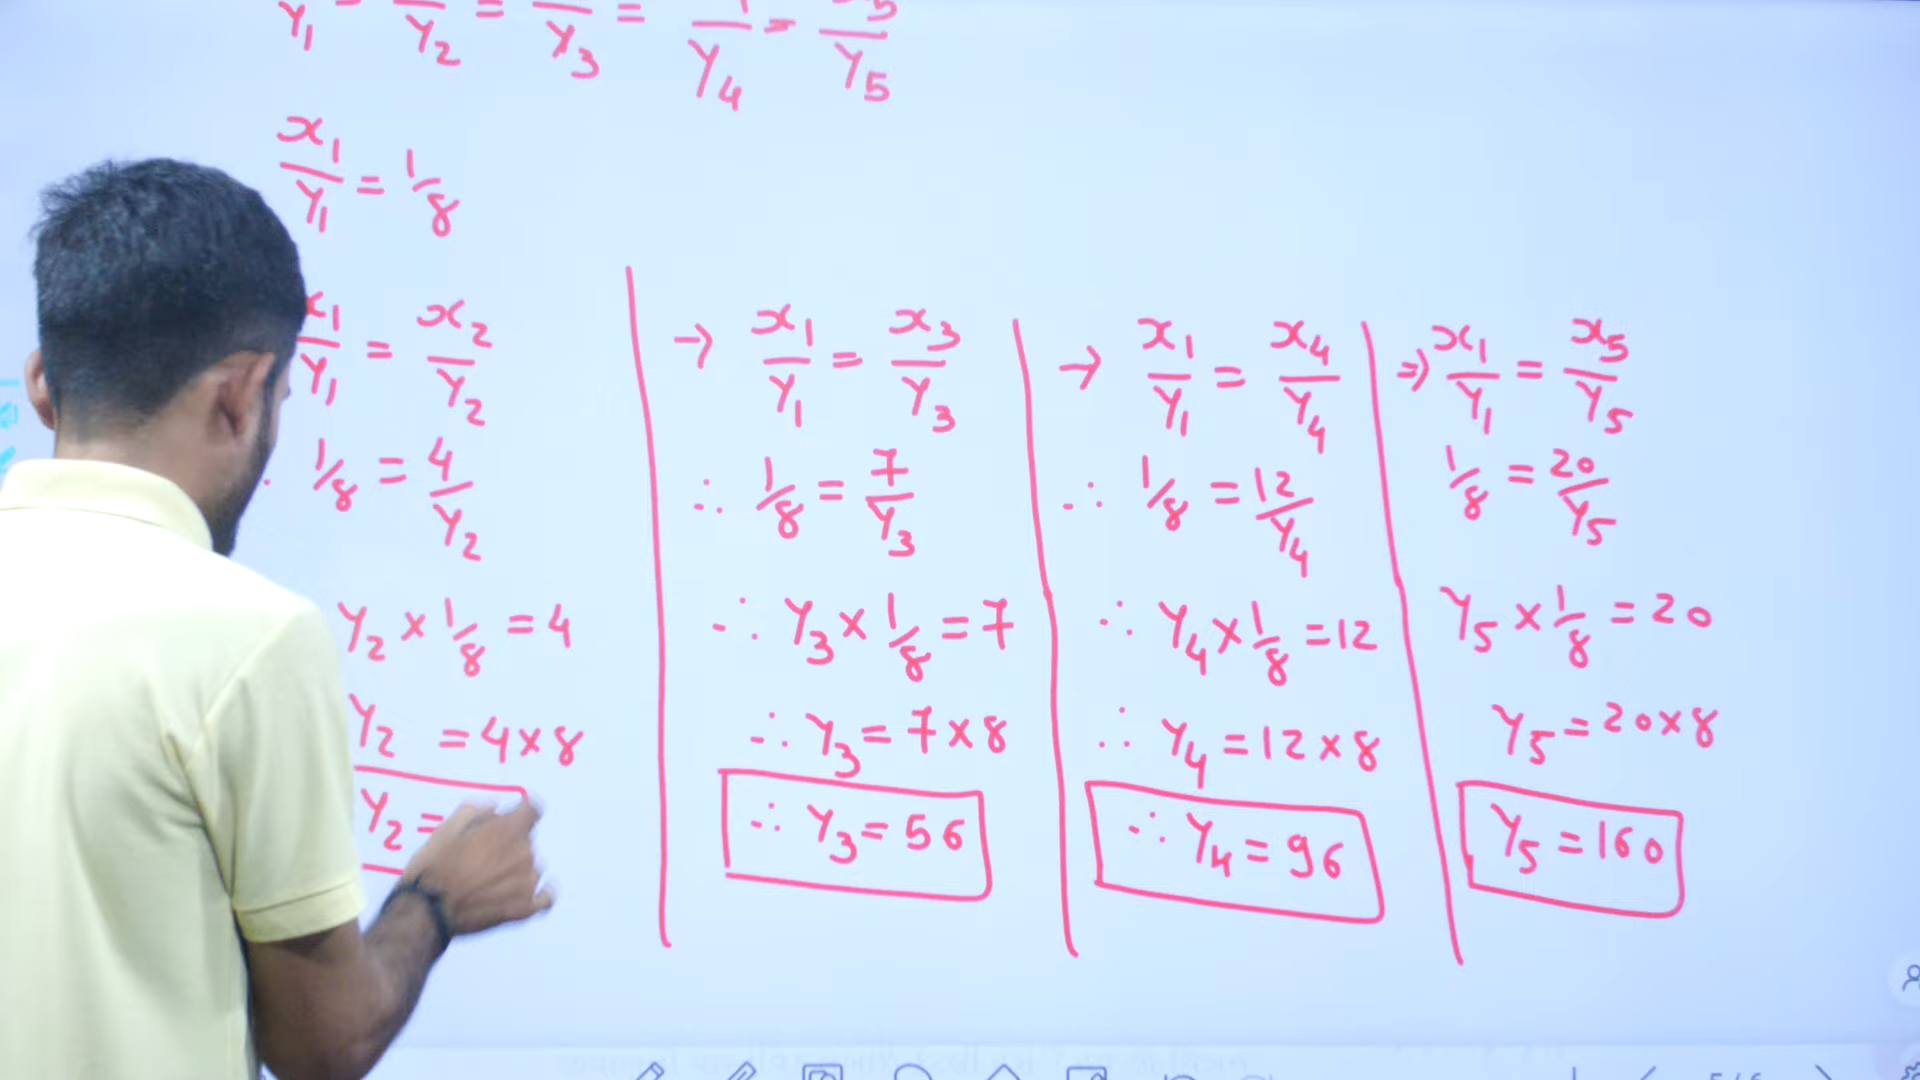 Y1 = Y2 = Y3 = Y4 = 5/Y5
x1/Y1 = 1/8
x1/Y1 = x2/Y2
1/8 = 4/Y2
Y2 × 1/8 = 4
Y2 = 4 × 8
Y2 =
→ x1/Y1 = x3/Y3
∴ 1/8 = 7/Y3
∴ Y3 × 1/8 = 7
∴ Y3 = 7 × 8
∴ Y3 = 56
→ x1/Y1 = x4/Y4
∴ 1/8 = 12/Y4
∴ Y4 × 1/8 = 12
∴ Y4 = 12 × 8
∴ Y4 = 96
⇒ x1/Y1 = x5/Y5
1/8 = 20/Y5
Y5 × 1/8 = 20
Y5 = 20 × 8
Y5 = 160